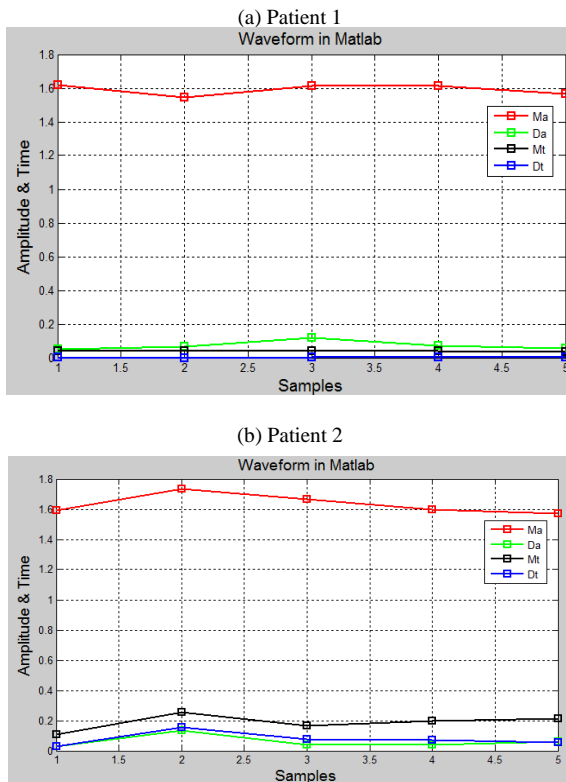 (a) Patient 1
Waveform in Matlab
1.8
1.6
1.4
1.2
1
0.8
0.6
0.4
0.2
0
Amplitude & Time
Ma
Da
Mt
Dt
1 1.5 2 2.5 3 3.5 4 4.5 5
Samples
(b) Patient 2
Waveform in Matlab
1.8
1.6
1.4
1.2
1
0.8
0.6
0.4
0.2
0
Amplitude & Time
Ma
Da
Mt
Dt
1 1.5 2 2.5 3 3.5 4 4.5 5
Samples